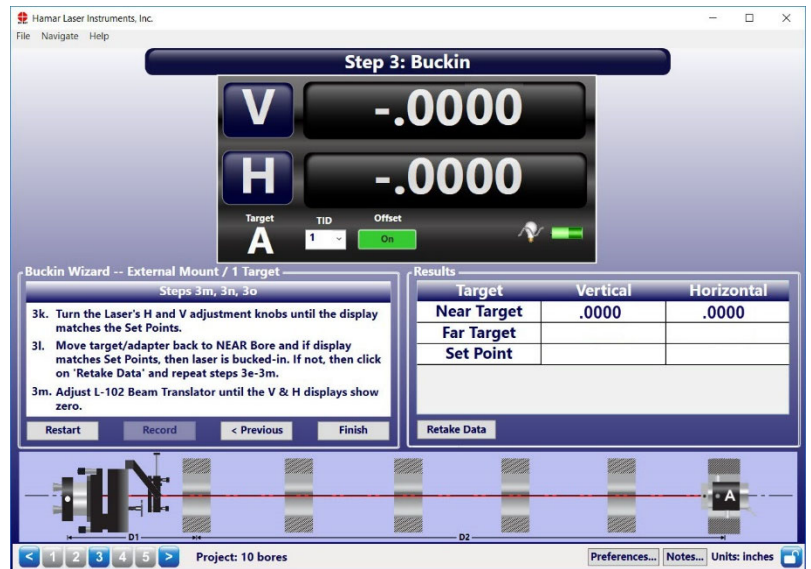 Hamar Laser Instruments, Inc.
File Navigate Help
Step 3: Buckin
V -.0000
H -.0000
Target TID Offset
A 1 On
Buckin Wizard -- External Mount / 1 Target
Steps 3m, 3n, 3o
3k. Turn the Laser's H and V adjustment knobs until the display
matches the Set Points.
3l. Move target/adapter back to NEAR Bore and if display
matches Set Points, then laser is bucked-in. If not, then click
on 'Retake Data' and repeat steps 3e-3m.
3m. Adjust L-102 Beam Translator until the V & H displays show
zero.
Restart Record < Previous Finish
Results
Target Vertical Horizontal
Near Target .0000 .0000
Far Target
Set Point
Retake Data
A
D1 D2
< 1 2 3 4 5 > Project: 10 bores Preferences... Notes... Units: inches